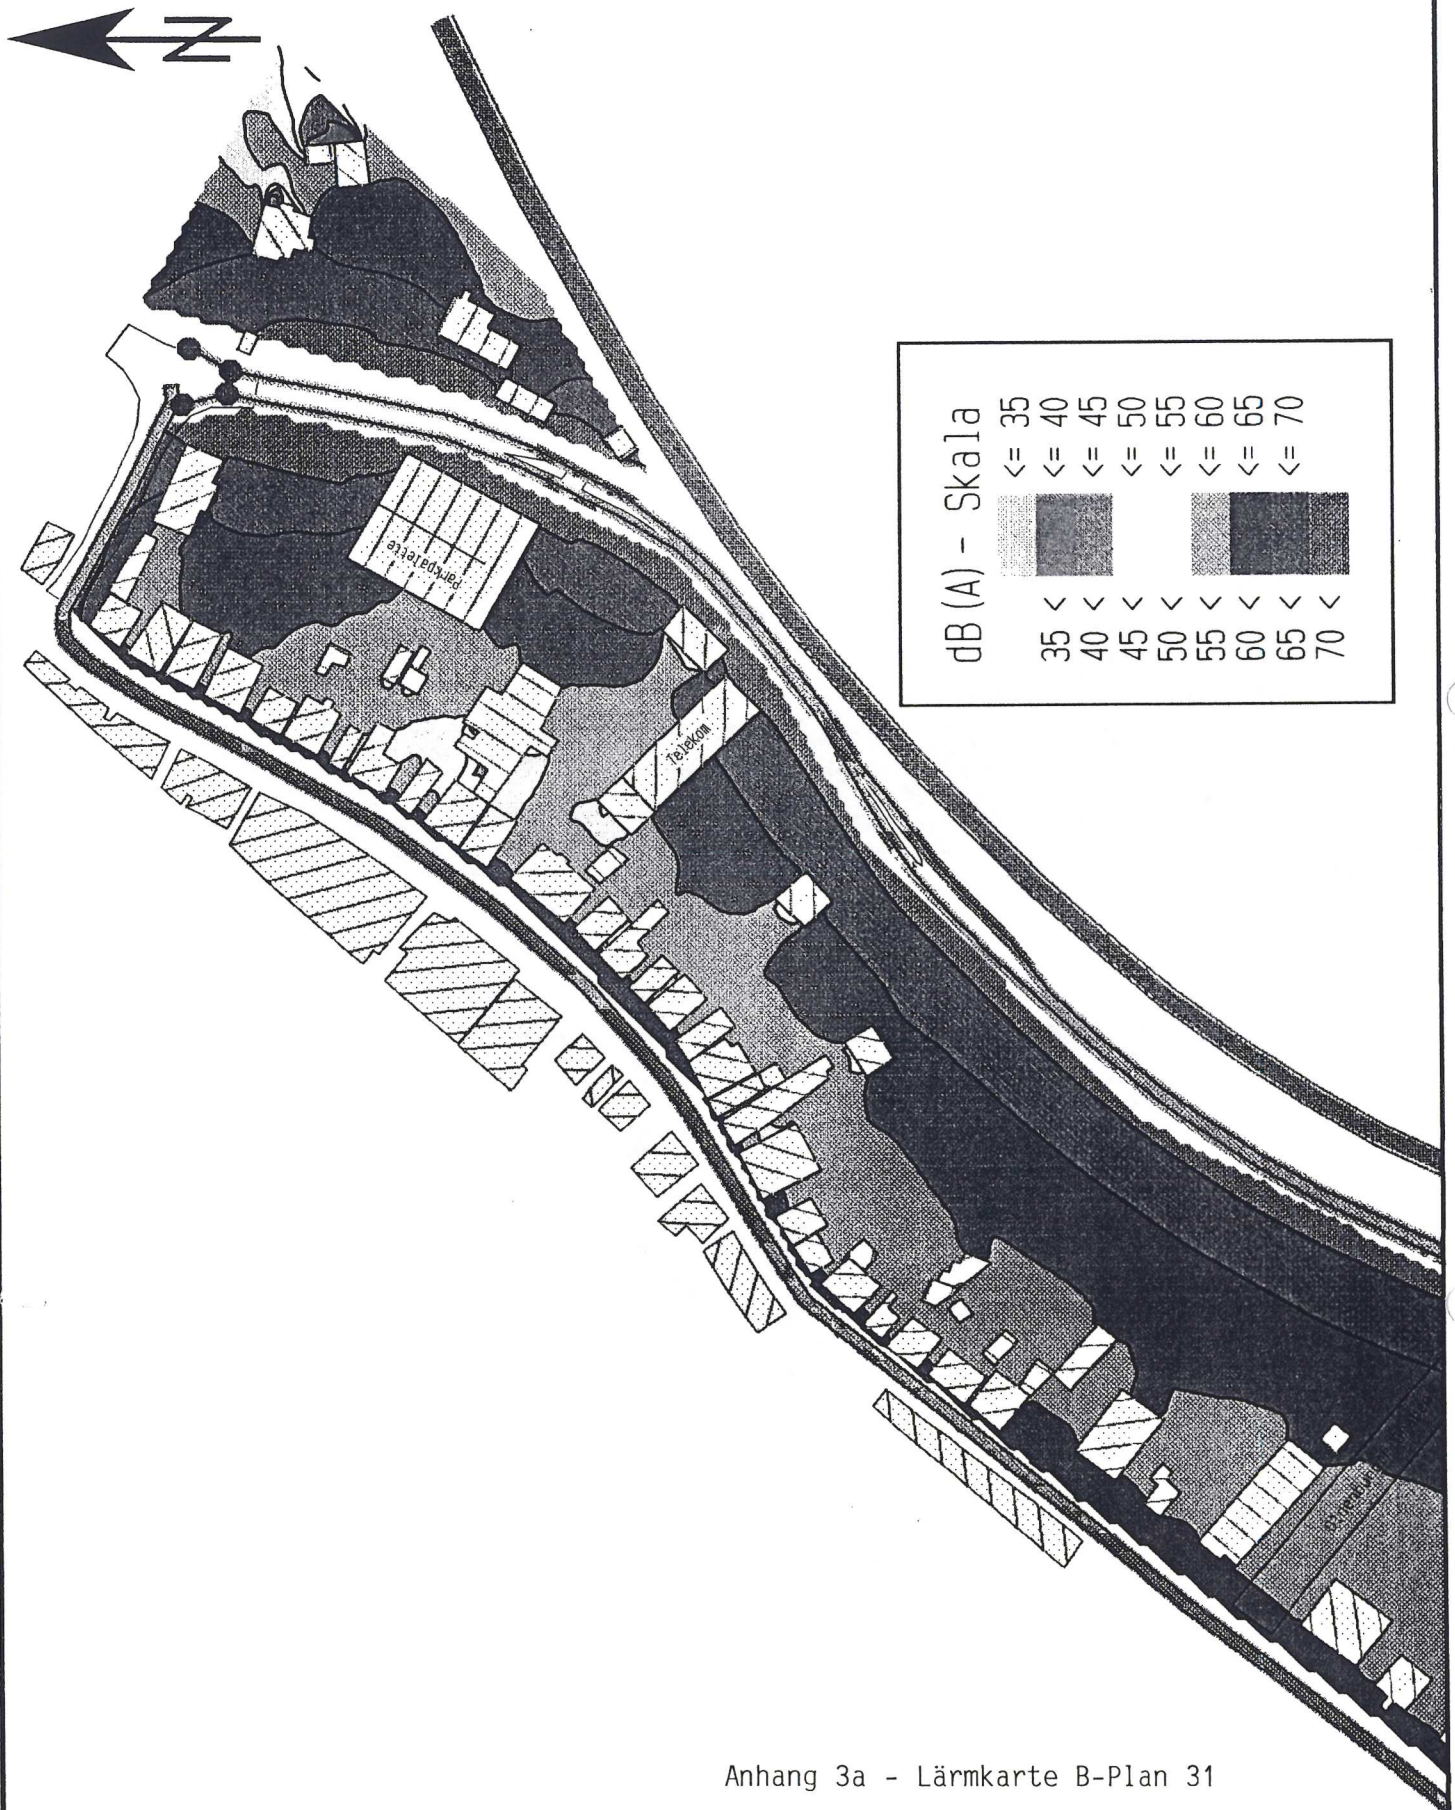 N
Parkpalette
Telekom
dB(A) - Skala
<= 35
35 < <= 40
40 < <= 45
45 < <= 50
50 < <= 55
55 < <= 60
60 < <= 65
65 < <= 70
70 <
Anhang 3a - Lärmkarte B-Plan 31